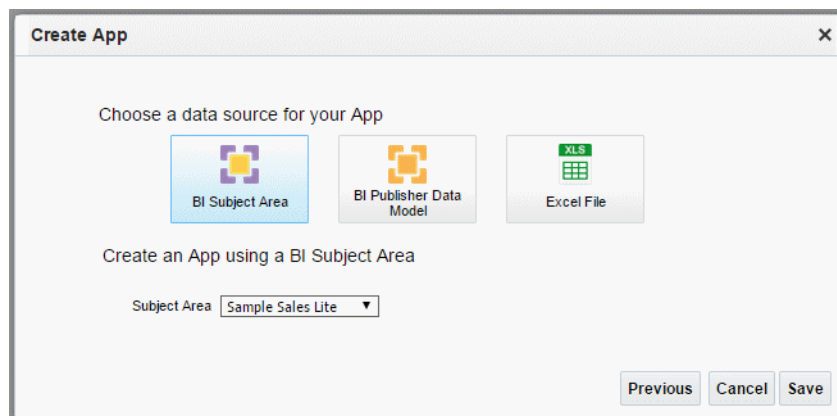 Create App
Choose a data source for your App
XLS
BI Subject Area
BI Publisher Data
Model
Excel File
Create an App using a BI Subject Area
Subject Area Sample Sales Lite
Previous Cancel Save